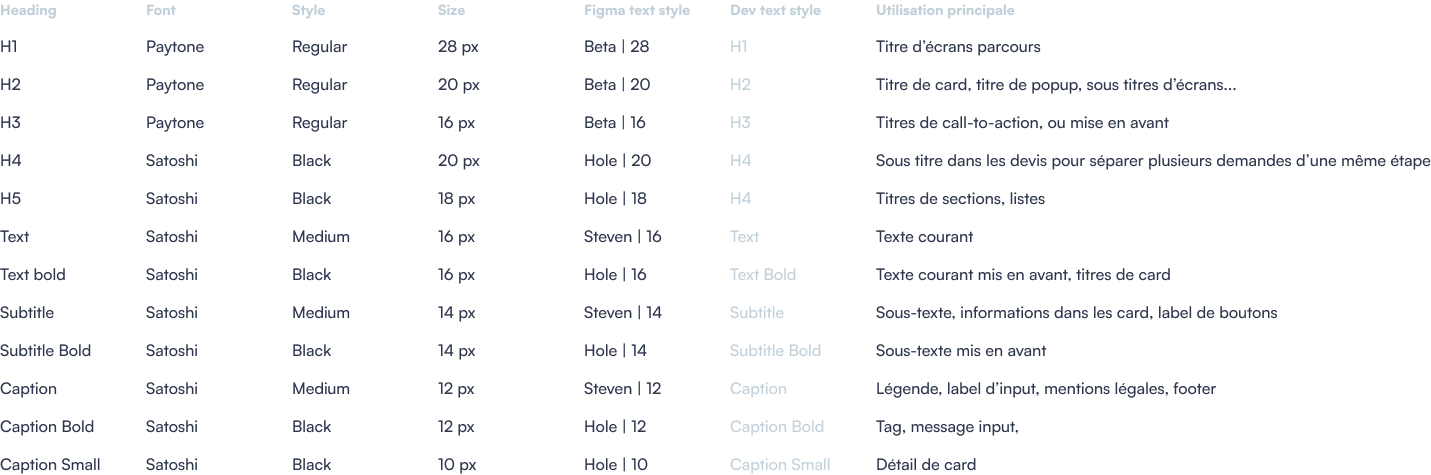 Heading Font Style Size Figma text style Dev text style Utilisation principale
H1 Paytone Regular 28 px Beta | 28 H1 Titre d’écrans parcours
H2 Paytone Regular 20 px Beta | 20 H2 Titre de card, titre de popup, sous titres d’écrans...
H3 Paytone Regular 16 px Beta | 16 H3 Titres de call-to-action, ou mise en avant
H4 Satoshi Black 20 px Hole | 20 H4 Sous titre dans les devis pour séparer plusieurs demandes d’une même étape
H5 Satoshi Black 18 px Hole | 18 H4 Titres de sections, listes
Text Satoshi Medium 16 px Steven | 16 Text Texte courant
Text bold Satoshi Black 16 px Hole | 16 Text Bold Texte courant mis en avant, titres de card
Subtitle Satoshi Medium 14 px Steven | 14 Subtitle Sous-texte, informations dans les card, label de boutons
Subtitle Bold Satoshi Black 14 px Hole | 14 Subtitle Bold Sous-texte mis en avant
Caption Satoshi Medium 12 px Steven | 12 Caption Légende, label d’input, mentions légales, footer
Caption Bold Satoshi Black 12 px Hole | 12 Caption Bold Tag, message input,
Caption Small Satoshi Black 10 px Hole | 10 Caption Small Détail de card